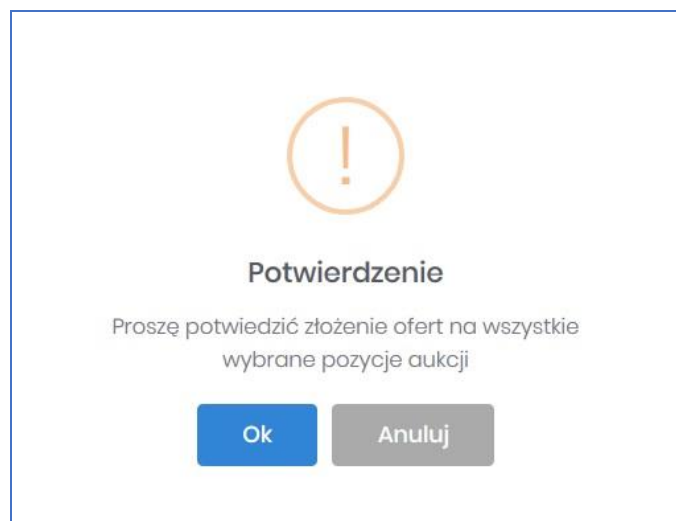 !
Potwierdzenie
Proszę potwiedzić złożenie ofert na wszystkie
wybrane pozycje aukcji
Ok
Anuluj